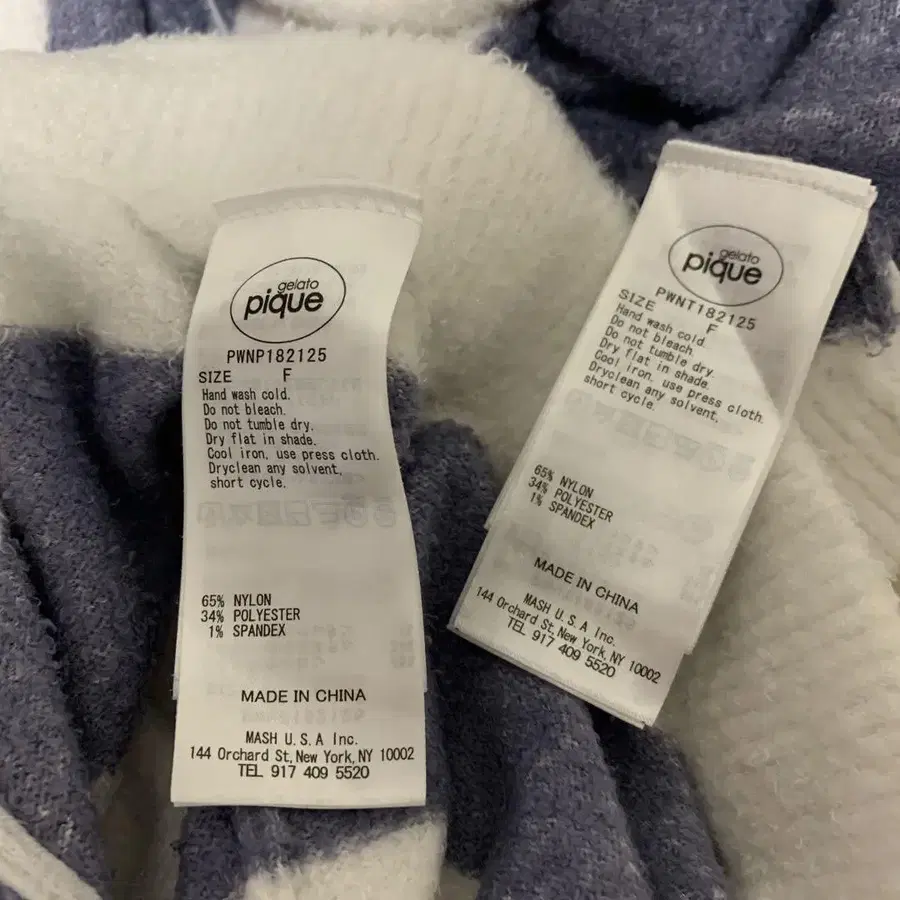 gelato
pique
PWNP182125
SIZE F
Hand wash cold.
Do not bleach.
Do not tumble dry.
Dry flat in shade.
Cool iron, use press cloth.
Dryclean any solvent,
short cycle.
65% NYLON
34% POLYESTER
1% SPANDEX
MADE IN CHINA
MASH U.S.A Inc.
144 Orchard St, New York, NY 10002
TEL 917 409 5520
gelato
pique
PWNT182125
SIZE F
Hand wash cold.
Do not bleach.
Do not tumble dry.
Dry flat in shade.
Cool iron, use press cloth.
Dryclean any solvent,
short cycle.
65% NYLON
34% POLYESTER
1% SPANDEX
MADE IN CHINA
MASH U.S.A Inc.
144 Orchard St, New York, NY 10002
TEL 917 409 5520